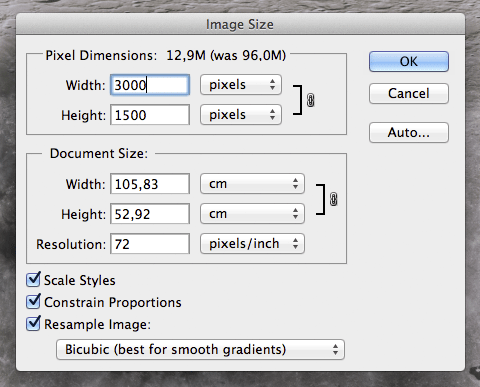 Image Size
Pixel Dimensions: 12,9M (was 96,0M)
Width: 3000 pixels
Height: 1500 pixels
OK
Cancel
Auto...
Document Size:
Width: 105,83 cm
Height: 52,92 cm
Resolution: 72 pixels/inch
Scale Styles
Constrain Proportions
Resample Image:
Bicubic (best for smooth gradients)